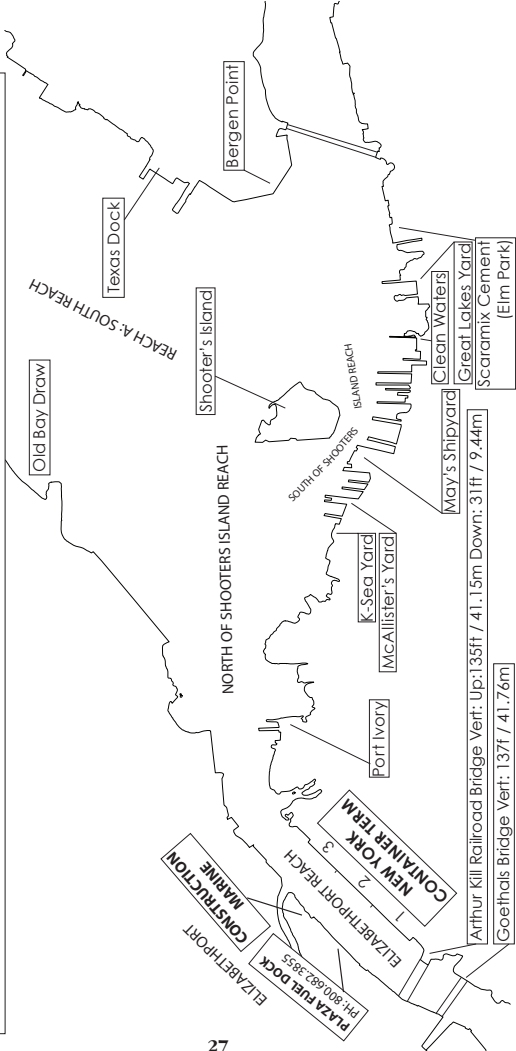 Old Bay Draw
Texas Dock
REACH A: SOUTH REACH
Bergen Point
Shooter's Island
NORTH OF SHOOTERS ISLAND REACH
SOUTH OF SHOOTERS
ISLAND REACH
ELIZABETHPORT
CONSTRUCTION
MARINE
PLAZA FUEL DOCK
PH:800.682.3855
ELIZABETHPORT REACH
NEW YORK
CONTAINER TERM
1
2
3
Port Ivory
K-Sea Yard
McAllister's Yard
May's Shipyard
Clean Waters
Great Lakes Yard
Scaramix Cement
(Elm Park)
Arthur Kill Railroad Bridge Vert: Up:135ft / 41.15m Down: 31ft / 9.44m
Goethals Bridge Vert: 137f / 41.76m
27